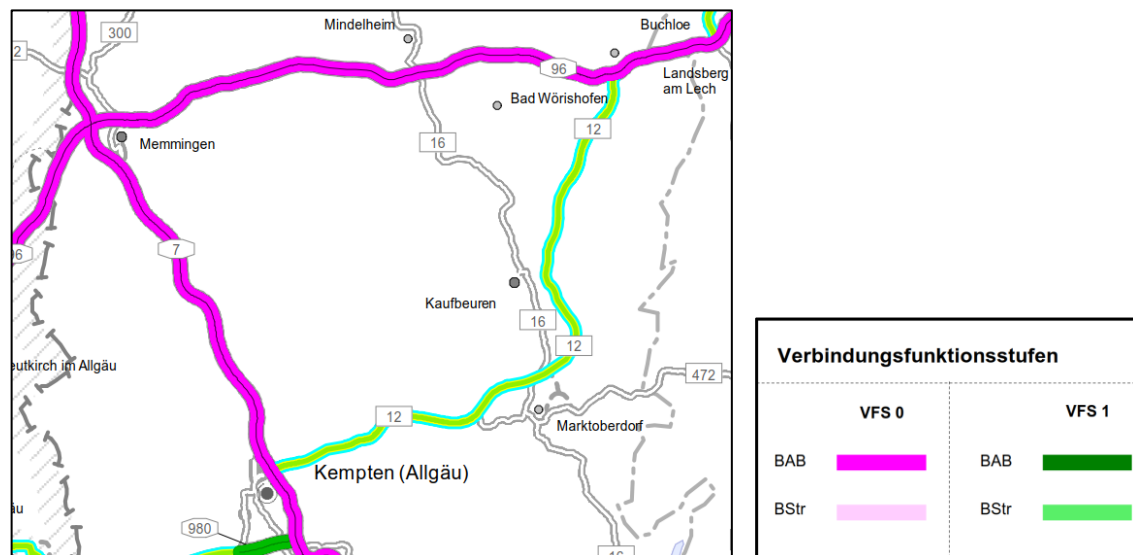 300
Mindelheim
Buchloe
2
96
Landsberg
am Lech
Bad Wörishofen
12
16
Memmingen
7
96
Kaufbeuren
16
12
eutkirch im Allgäu
472
12
Marktoberdorf
Kempten (Allgäu)
äu
980
16
Verbindungsfunktionsstufen
VFS 0
VFS 1
BAB
BAB
BStr
BStr